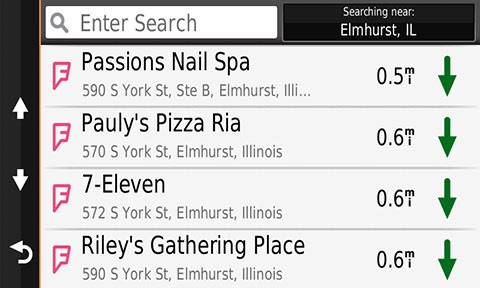 Enter Search
Searching near:
Elmhurst, IL
Passions Nail Spa
590 S York St, Ste B, Elmhurst, Illi...
0.5mi
Pauly's Pizza Ria
570 S York St, Elmhurst, Illinois
0.6mi
7-Eleven
572 S York St, Elmhurst, Illinois
0.6mi
Riley's Gathering Place
590 S York St, Elmhurst, Illinois
0.6mi